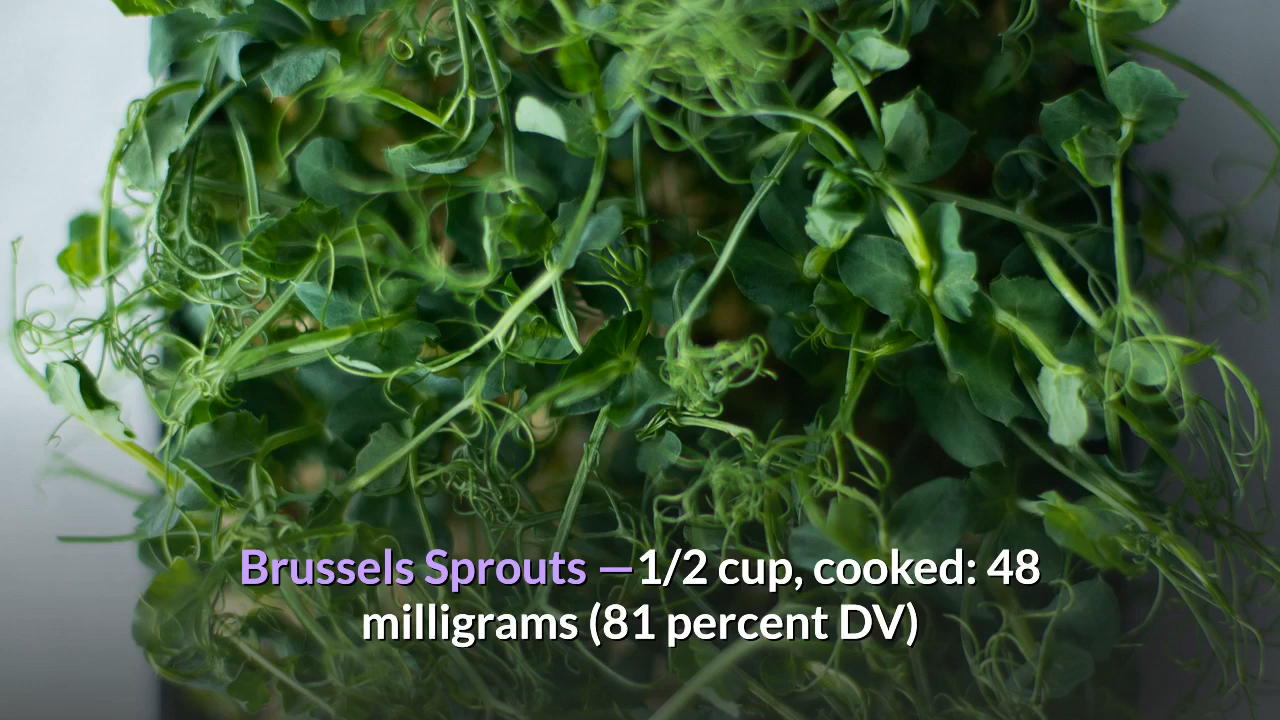 Brussels Sprouts —1/2 cup, cooked: 48
milligrams (81 percent DV)